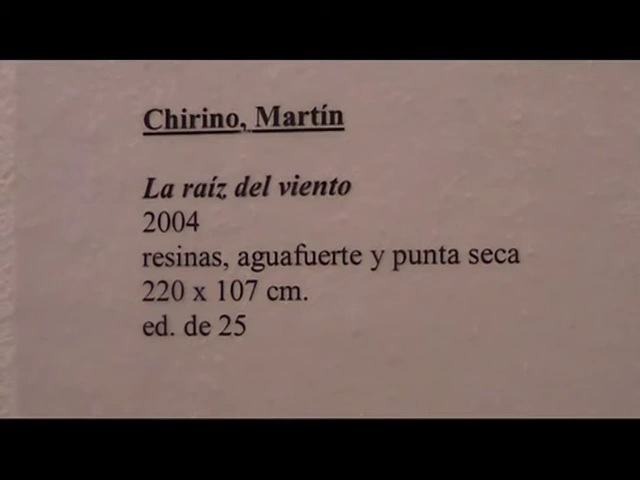 Chirino, Martín
La raíz del viento
2004
resinas, aguafuerte y punta seca
220 x 107 cm.
ed. de 25